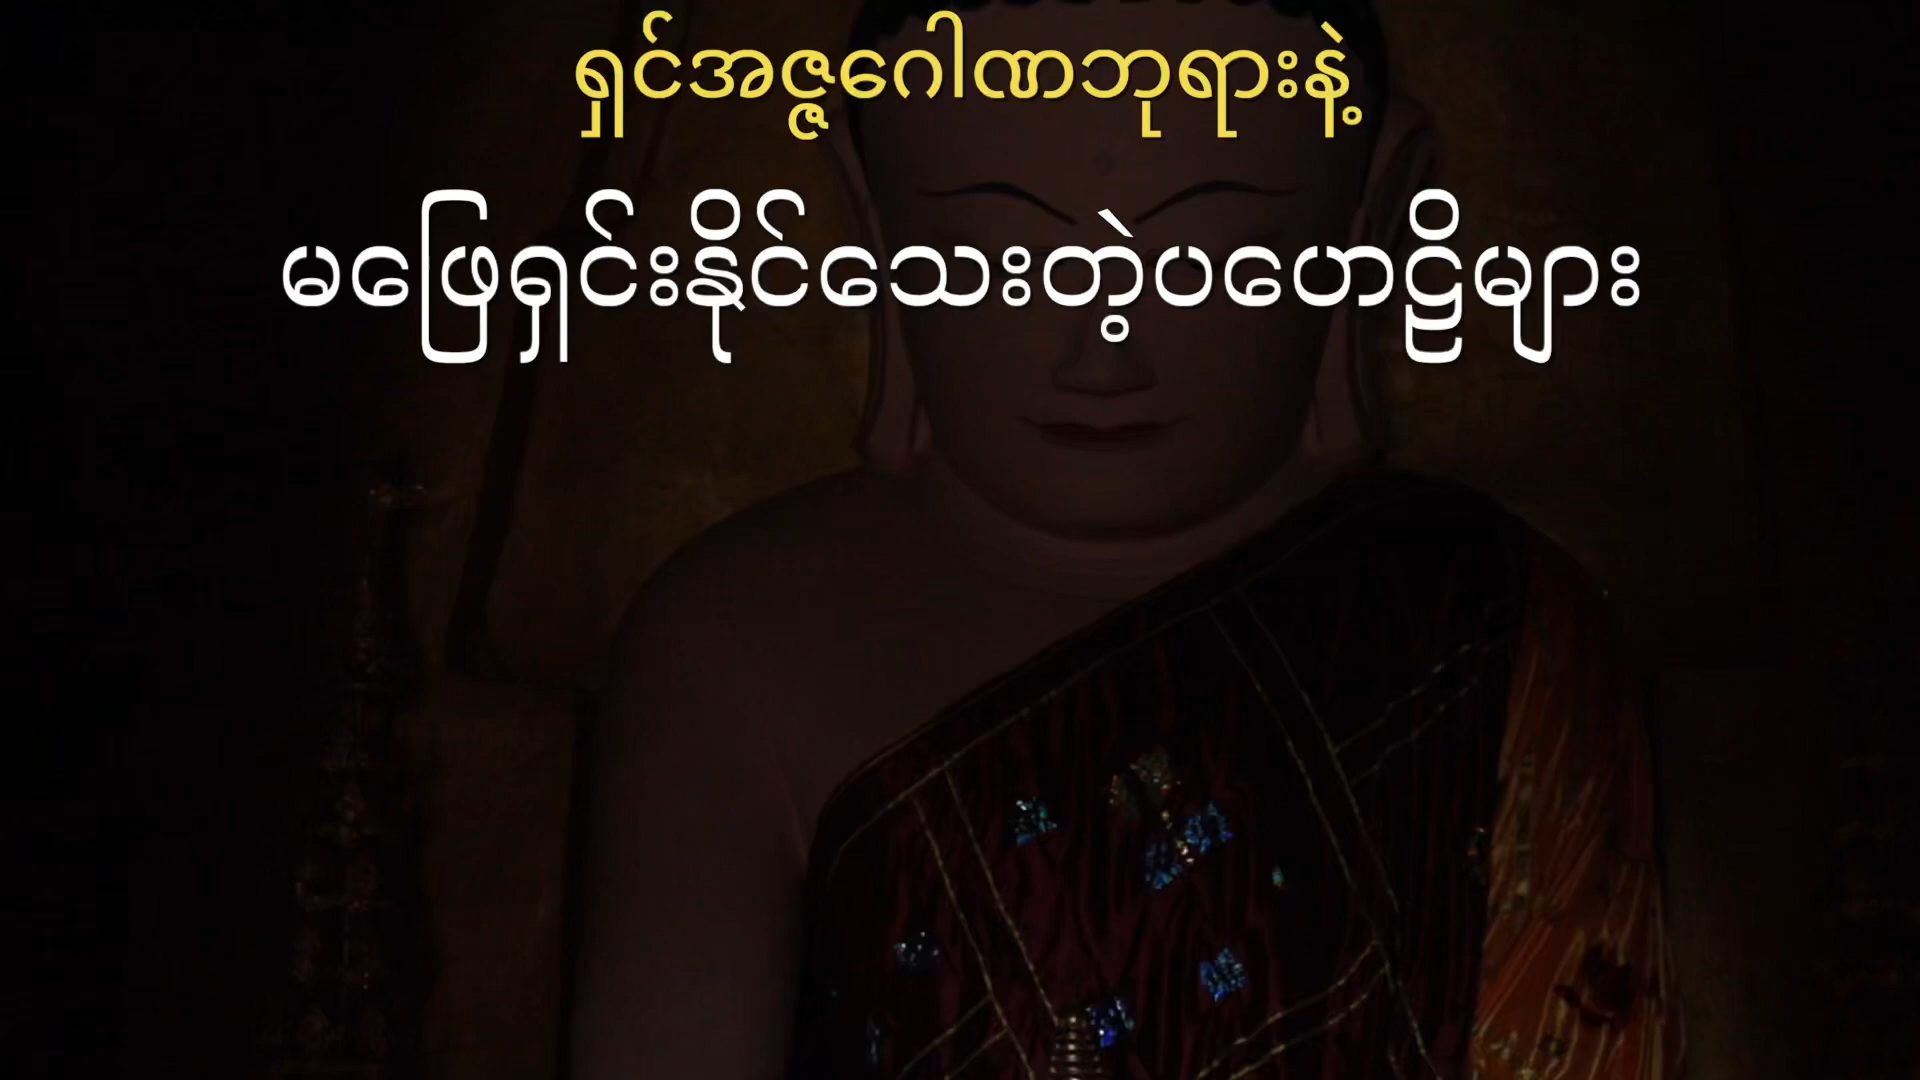 ရှင်အဇ္ဇဂေါဏဘုရားနဲ့
မဖြေရှင်းနိုင်သေးတဲ့ပဟေဠိများ